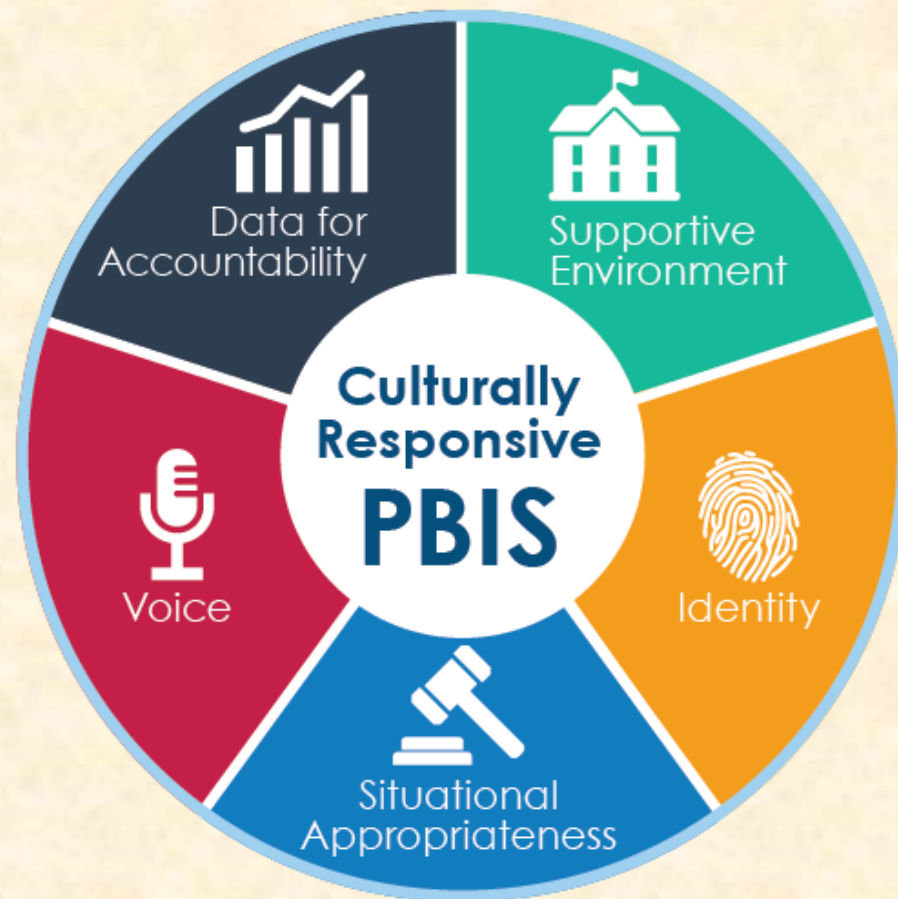 Culturally
Responsive
PBIS
Supportive
Environment
Identity
Situational
Appropriateness
Voice
Data for
Accountability